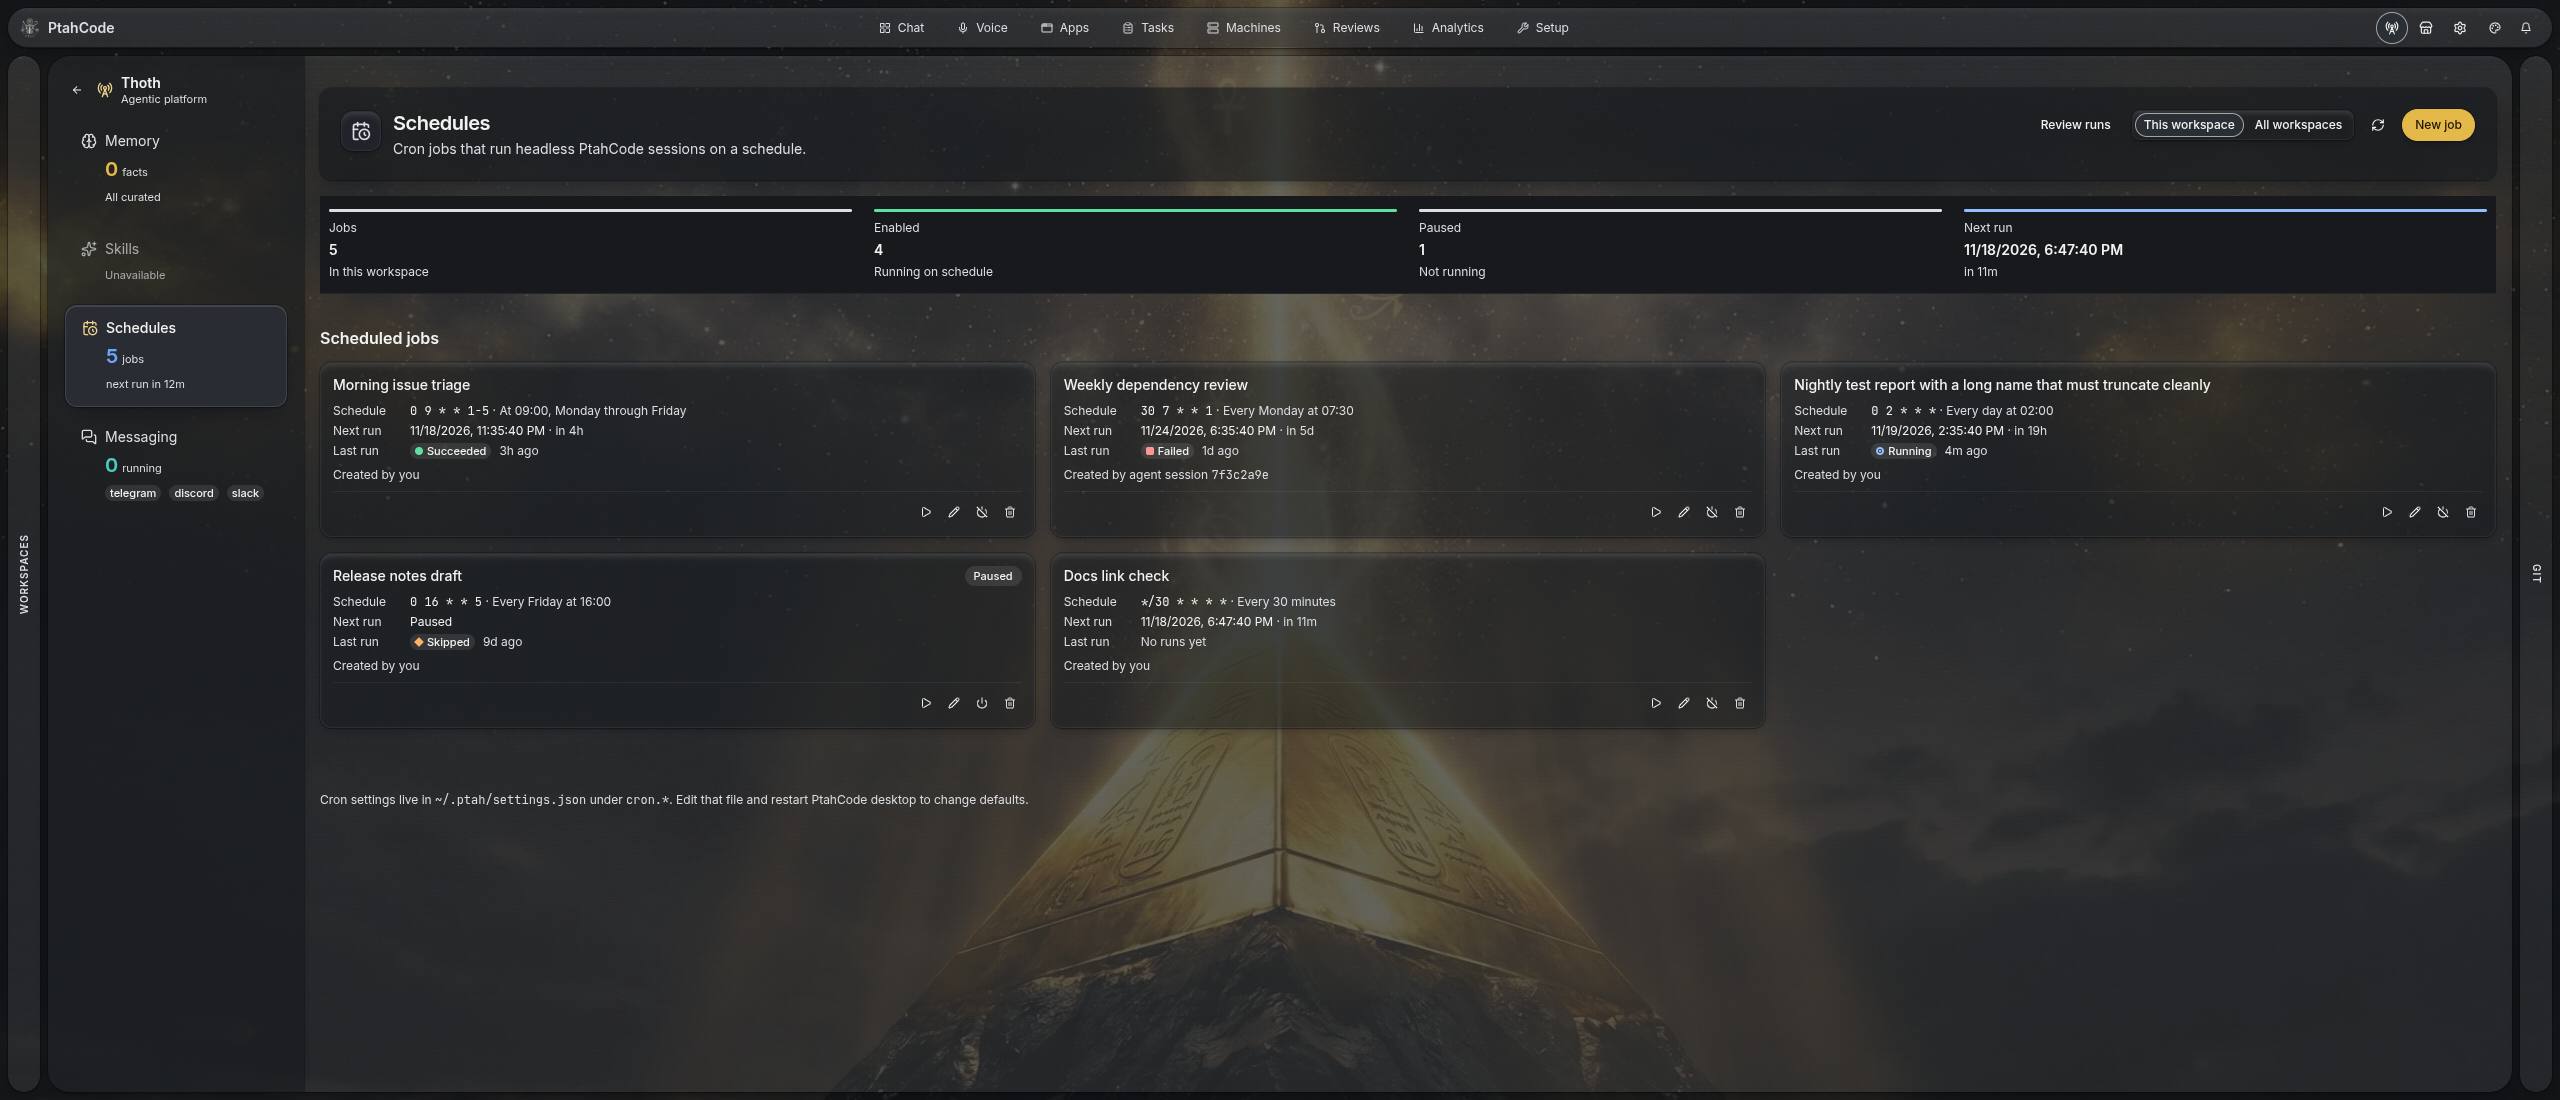 PtahCode
Chat
Voice
Apps
Tasks
Machines
Reviews
Analytics
Setup
Thoth
Agentic platform
Memory
0 facts
All curated
Skills
Unavailable
Schedules
5 jobs
next run in 12m
Messaging
0 running
telegram discord slack
WORKSPACES
Schedules
Cron jobs that run headless PtahCode sessions on a schedule.
Review runs
This workspace
All workspaces
New job
Jobs
5
In this workspace
Enabled
4
Running on schedule
Paused
1
Not running
Next run
11/18/2026, 6:47:40 PM
in 11m
Scheduled jobs
Morning issue triage
Schedule 0 9 * * 1-5 · At 09:00, Monday through Friday
Next run 11/18/2026, 11:35:40 PM · in 4h
Last run Succeeded 3h ago
Created by you
Weekly dependency review
Schedule 30 7 * * 1 · Every Monday at 07:30
Next run 11/24/2026, 6:35:40 PM · in 5d
Last run Failed 1d ago
Created by agent session 7f3c2a9e
Nightly test report with a long name that must truncate cleanly
Schedule 0 2 * * * · Every day at 02:00
Next run 11/19/2026, 2:35:40 PM · in 19h
Last run Running 4m ago
Created by you
Release notes draft
Paused
Schedule 0 16 * * 5 · Every Friday at 16:00
Next run Paused
Last run Skipped 9d ago
Created by you
Docs link check
Schedule */30 * * * * · Every 30 minutes
Next run 11/18/2026, 6:47:40 PM · in 11m
Last run No runs yet
Created by you
Cron settings live in ~/.ptah/settings.json under cron.*. Edit that file and restart PtahCode desktop to change defaults.
GIT